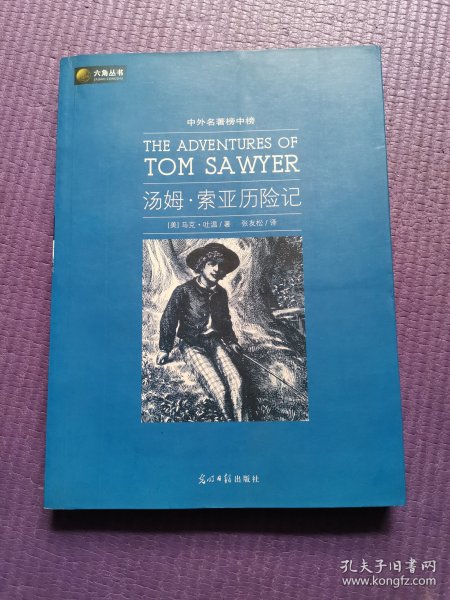 六角丛书
中外名著榜中榜
THE ADVENTURES OF
TOM SAWYER
汤姆·索亚历险记
[美] 马克·吐温 / 著 张友松 / 译
光明日报出版社
孔夫子旧书网
www.kongfz.com